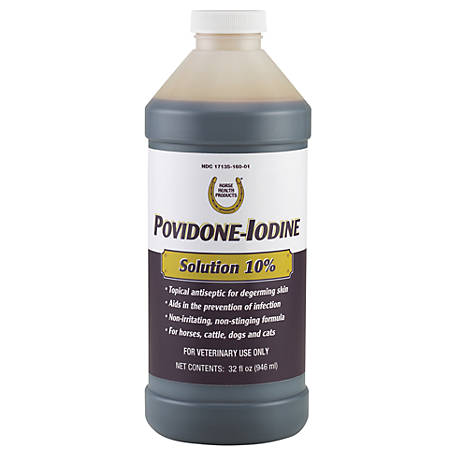 NDC 17135-160-01
HORSE
HEALTH
PRODUCTS
POVIDONE-IODINE
Solution 10%
• Topical antiseptic for degerming skin
• Aids in the prevention of infection
• Non-irritating, non-stinging formula
• For horses, cattle, dogs and cats
FOR VETERINARY USE ONLY
NET CONTENTS: 32 fl oz (946 ml)